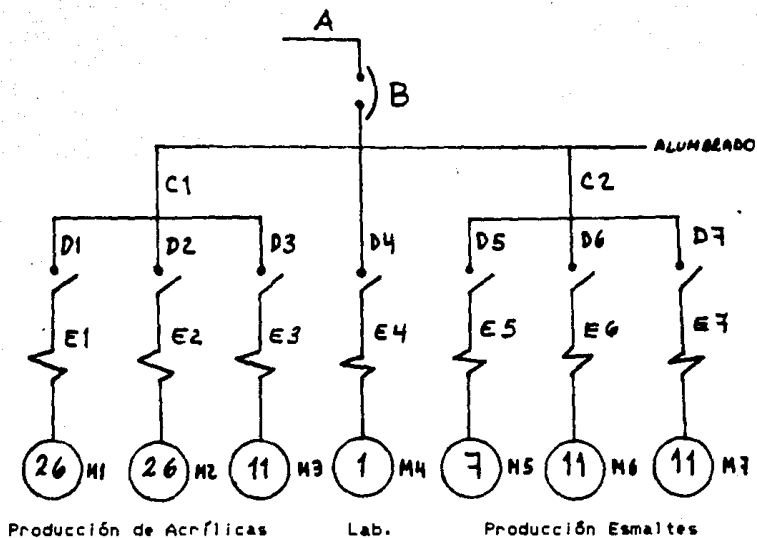 A
B
ALUMBRADO
C1 C2
D1 D2 D3 D4 D5 D6 D7
E1 E2 E3 E4 E5 E6 E7
26 M1 26 M2 11 M3 1 M4 7 M5 11 M6 11 M7
Producción de Acrílicas Lab. Producción Esmaltes